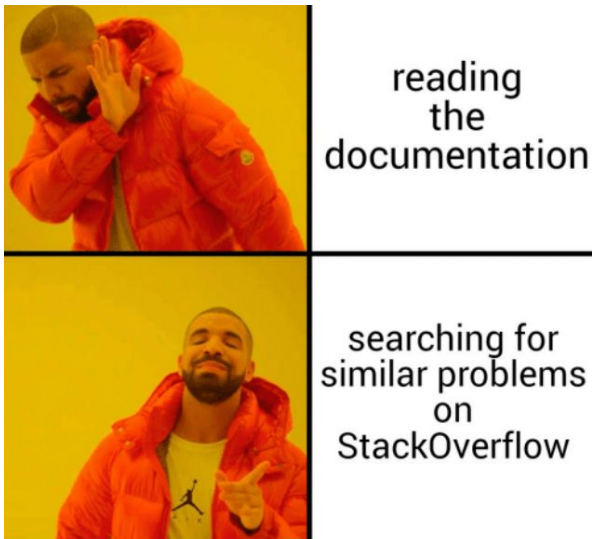 reading
the
documentation
searching for
similar problems
on
StackOverflow